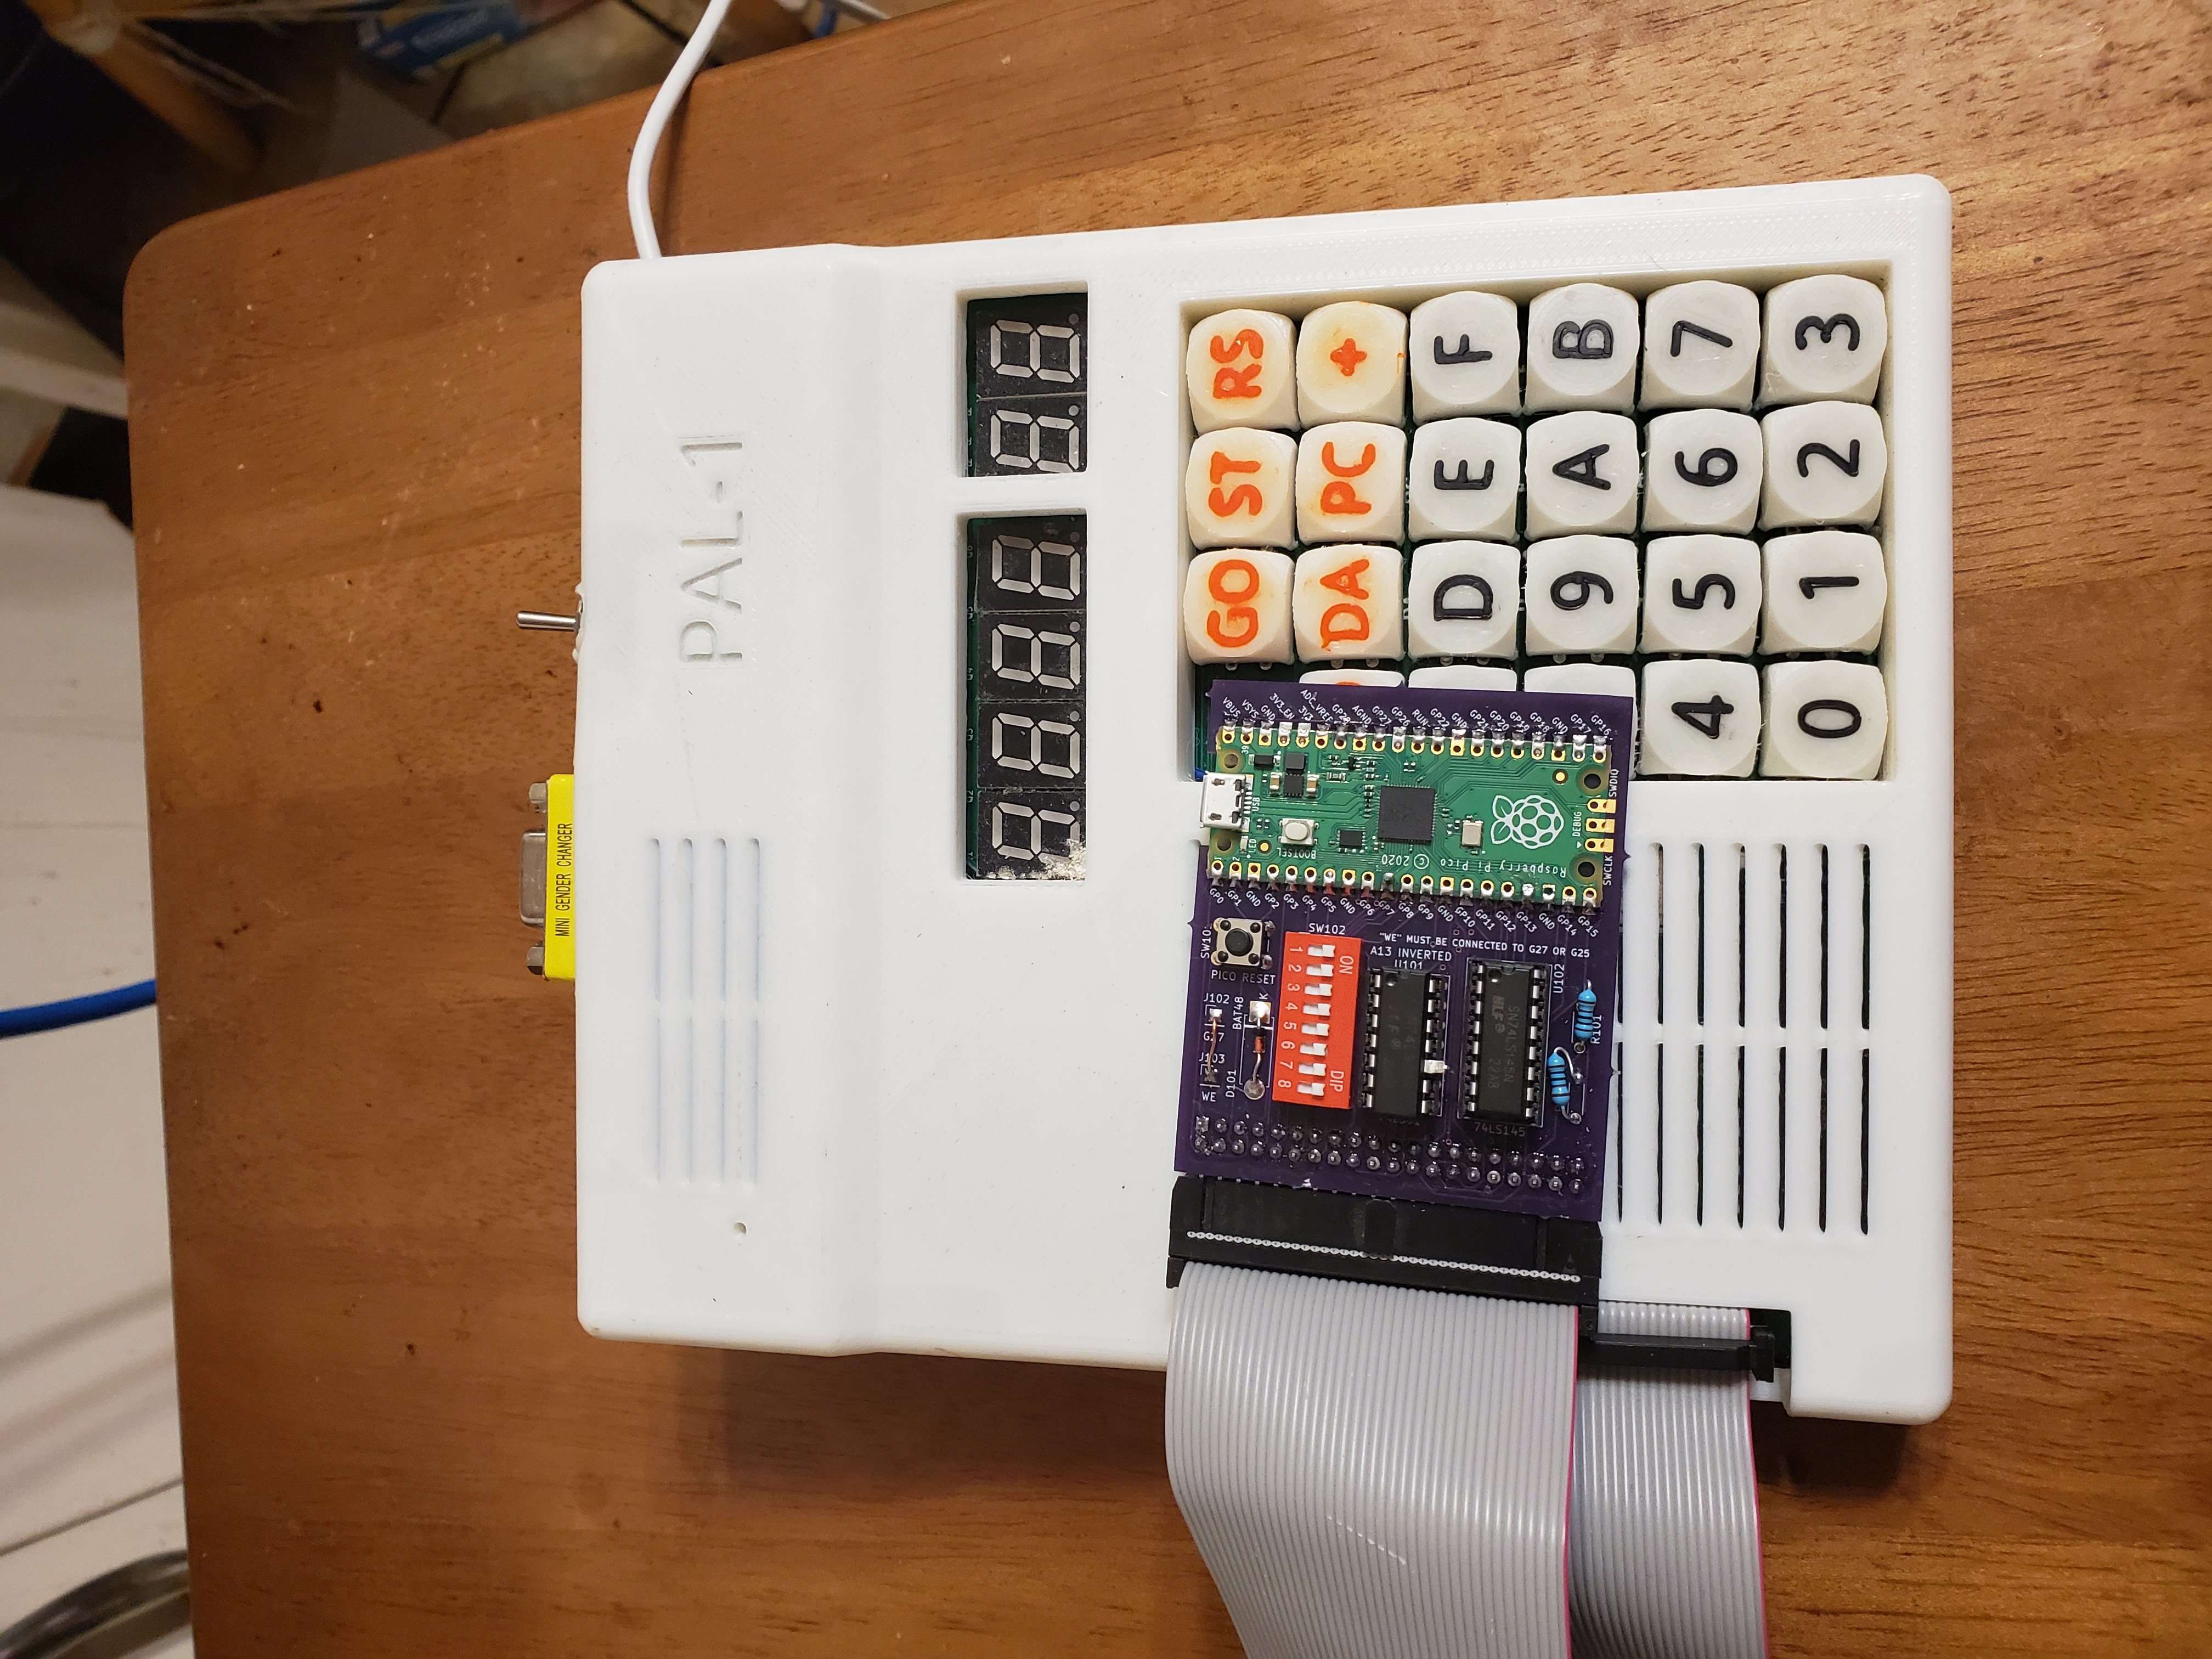 MINI GENDER CHANGER
PAL-1
WE
J103
G27
J102
D101
BAT48
K
SW10
PICO RESET
8 7 6 5 4 3 2 1
DIP
ON
SW102
U101
A13 INVERTED
"WE" MUST BE CONNECTED TO G27 OR G25
74LS145
SN74LS145N
22A8
U102
R101
GP0
GP1
GND
GP2
GP3
GP4
GP5
GND
GP6
GP7
GP8
GP9
GND
GP10
GP11
GP12
GP13
GND
GP14
GP15
LED
USB
BOOTSEL
Raspberry Pi Pico © 2020
DEBUG
SWCLK
SWDIO
39
VBUS
VSYS
3V3_EN
3V3
ADC_VREF
GP28
AGND
GP27
GP26
RUN
GP22
GND
GP21
GP20
GP19
GP18
GND
GP17
GP16
GO ST RS
DA PC +
D E F
9 A B
4 5 6 7
0 1 2 3